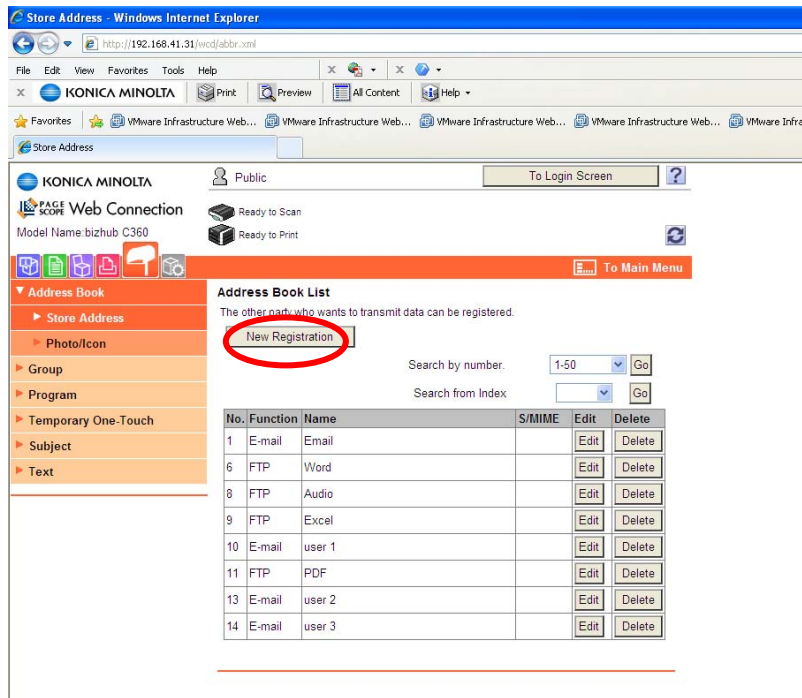 Store Address - Windows Internet Explorer
http://192.168.41.31/wcd/abbr.xml
File Edit View Favorites Tools Help
x KONICA MINOLTA Print Preview All Content Help
Favorites VMware Infrastructure Web... VMware Infrastructure Web... VMware Infrastructure Web... VMware Infrastructure Web... VMware Infra
Store Address
KONICA MINOLTA Public To Login Screen ?
PAGE SCOPE Web Connection Ready to Scan
Model Name:bizhub C360 Ready to Print
To Main Menu
Address Book
Store Address
Photo/Icon
Group
Program
Temporary One-Touch
Subject
Text
Address Book List
The other party who wants to transmit data can be registered.
New Registration
Search by number. 1-50 Go
Search from Index Go
No. Function Name S/MIME Edit Delete
1 E-mail Email Edit Delete
6 FTP Word Edit Delete
8 FTP Audio Edit Delete
9 FTP Excel Edit Delete
10 E-mail user 1 Edit Delete
11 FTP PDF Edit Delete
13 E-mail user 2 Edit Delete
14 E-mail user 3 Edit Delete